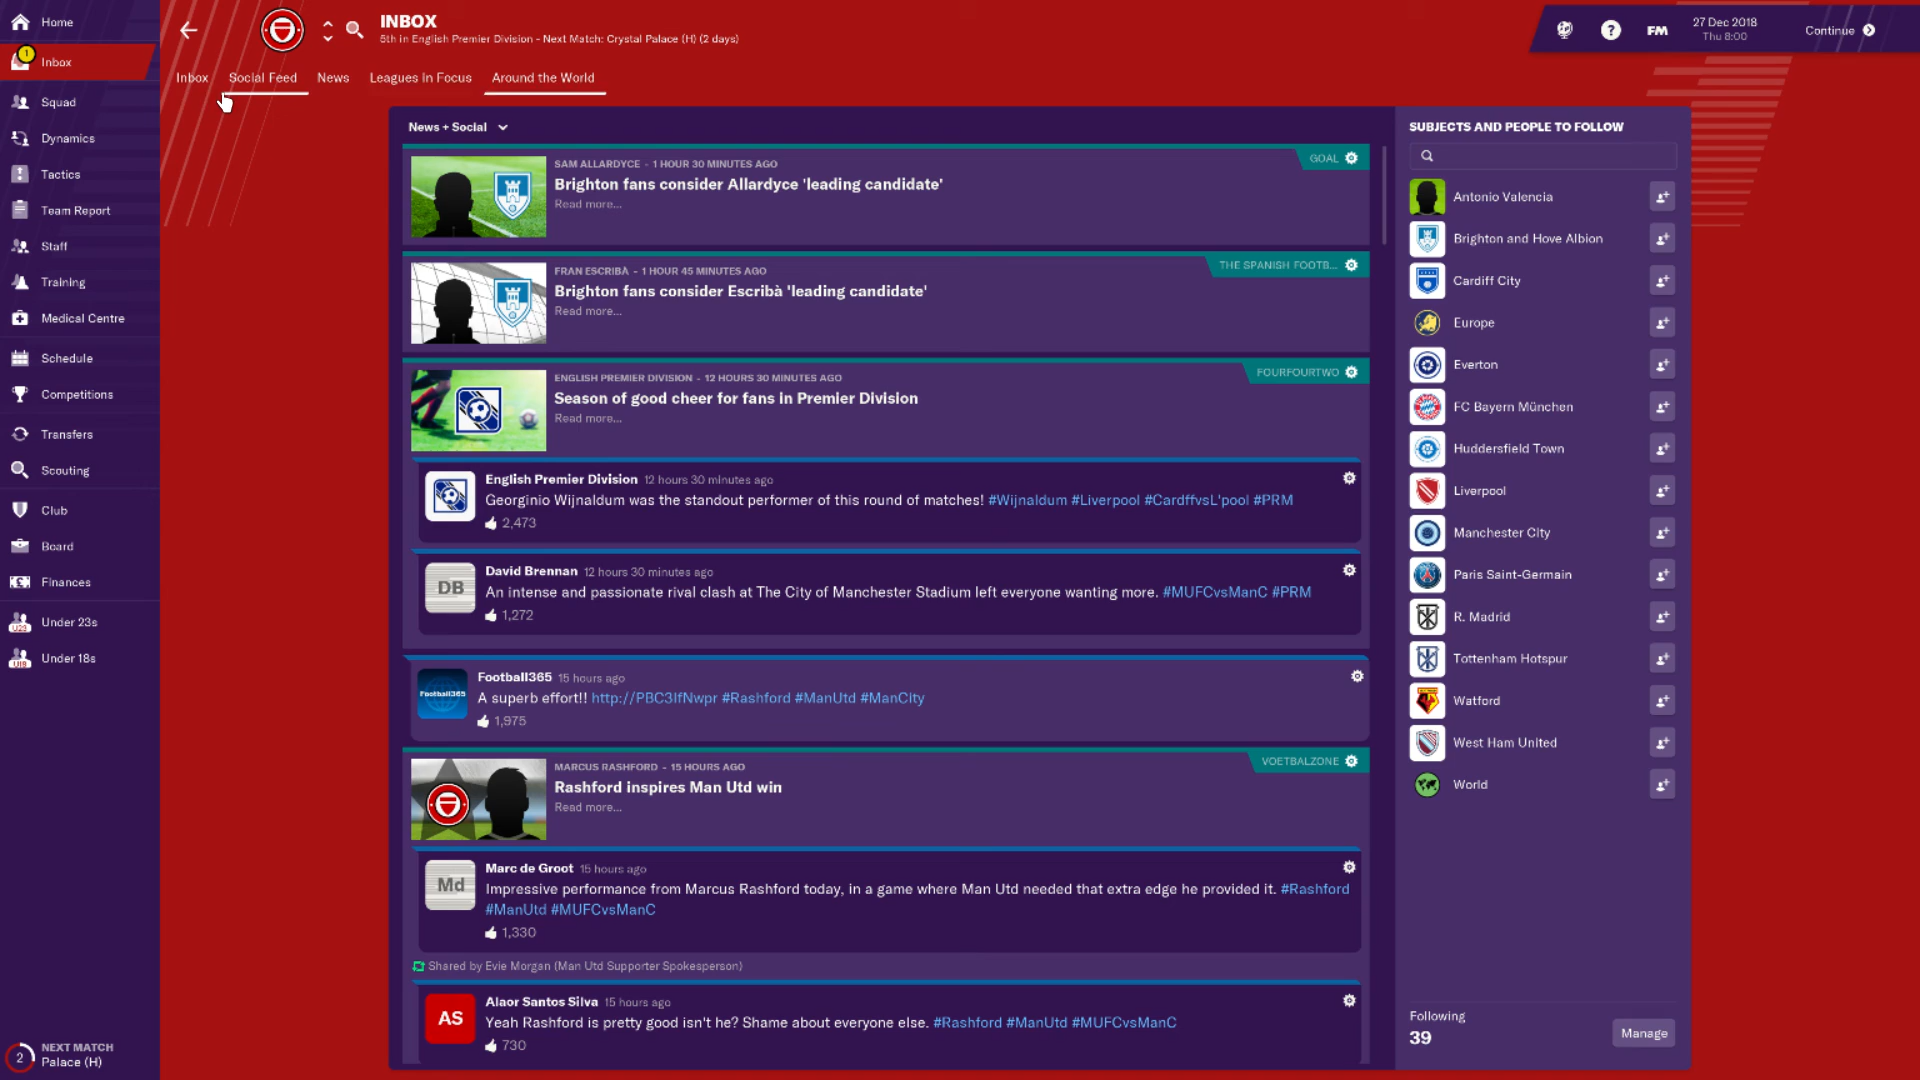 Home
1
Inbox
Squad
Dynamics
Tactics
Team Report
Staff
Training
Medical Centre
Schedule
Competitions
Transfers
Scouting
Club
Board
Finances
U23
Under 23s
U18
Under 18s
2
NEXT MATCH
Palace (H)
INBOX
5th in English Premier Division - Next Match: Crystal Palace (H) (2 days)
?
FM
27 Dec 2018
Thu 8:00
Continue
Inbox Social Feed News Leagues In Focus Around the World
News + Social
SAM ALLARDYCE - 1 HOUR 30 MINUTES AGO
GOAL
Brighton fans consider Allardyce 'leading candidate'
Read more...
FRAN ESCRIBÀ - 1 HOUR 45 MINUTES AGO
THE SPANISH FOOTB...
Brighton fans consider Escribà 'leading candidate'
Read more...
ENGLISH PREMIER DIVISION - 12 HOURS 30 MINUTES AGO
FOURFOURTWO
Season of good cheer for fans in Premier Division
Read more...
English Premier Division 12 hours 30 minutes ago
Georginio Wijnaldum was the standout performer of this round of matches! #Wijnaldum #Liverpool #CardffvsL'pool #PRM
2,473
DB
David Brennan 12 hours 30 minutes ago
An intense and passionate rival clash at The City of Manchester Stadium left everyone wanting more. #MUFCvsManC #PRM
1,272
Football365
Football365 15 hours ago
A superb effort!! http://PBC3IfNwpr #Rashford #ManUtd #ManCity
1,975
MARCUS RASHFORD - 15 HOURS AGO
VOETBALZONE
Rashford inspires Man Utd win
Read more...
Md
Marc de Groot 15 hours ago
Impressive performance from Marcus Rashford today, in a game where Man Utd needed that extra edge he provided it. #Rashford
#ManUtd #MUFCvsManC
1,330
Shared by Evie Morgan (Man Utd Supporter Spokesperson)
AS
Alaor Santos Silva 15 hours ago
Yeah Rashford is pretty good isn't he? Shame about everyone else. #Rashford #ManUtd #MUFCvsManC
730
SUBJECTS AND PEOPLE TO FOLLOW
Antonio Valencia
Brighton and Hove Albion
Cardiff City
Europe
Everton
FC Bayern München
Huddersfield Town
Liverpool
Manchester City
Paris Saint-Germain
R. Madrid
Tottenham Hotspur
Watford
West Ham United
World
Following
39
Manage